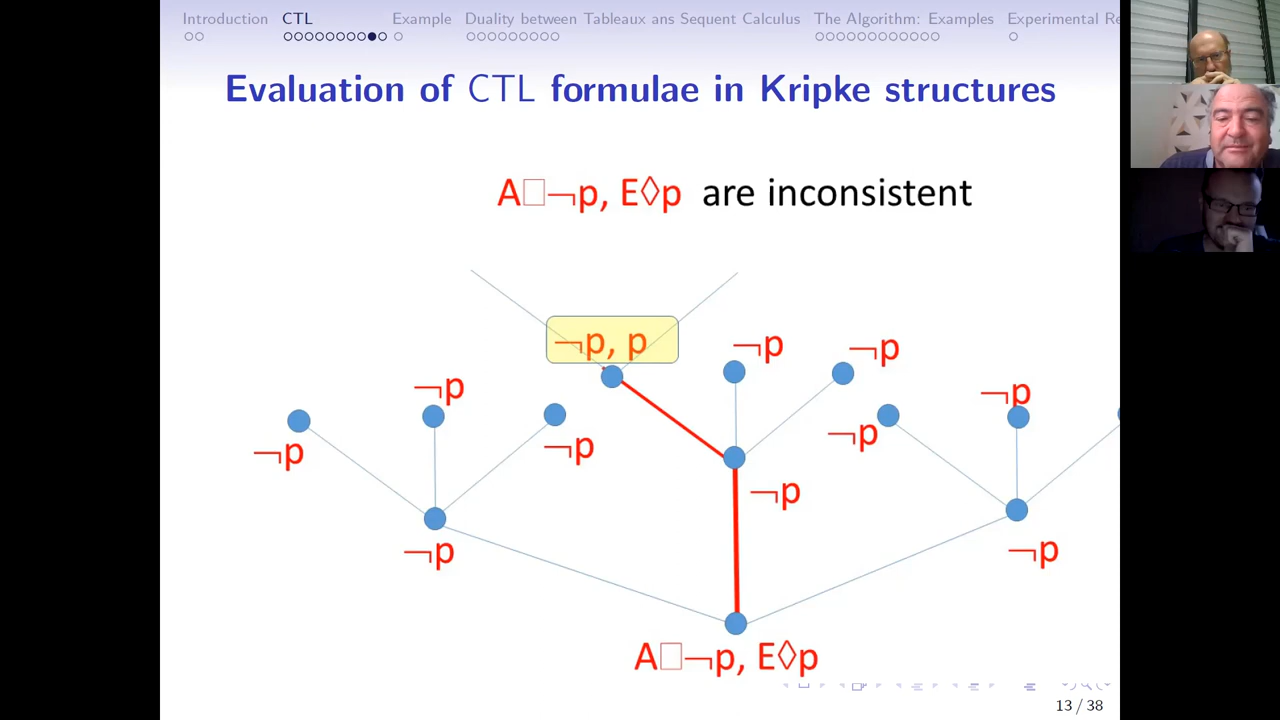 Introduction CTL Example Duality between Tableaux ans Sequent Calculus The Algorithm: Examples Experimental Re
Evaluation of CTL formulae in Kripke structures
A□¬p, E◊p are inconsistent
¬p, p
¬p
¬p
¬p
¬p
¬p
¬p
¬p
¬p
¬p
¬p
¬p
A□¬p, E◊p
13 / 38